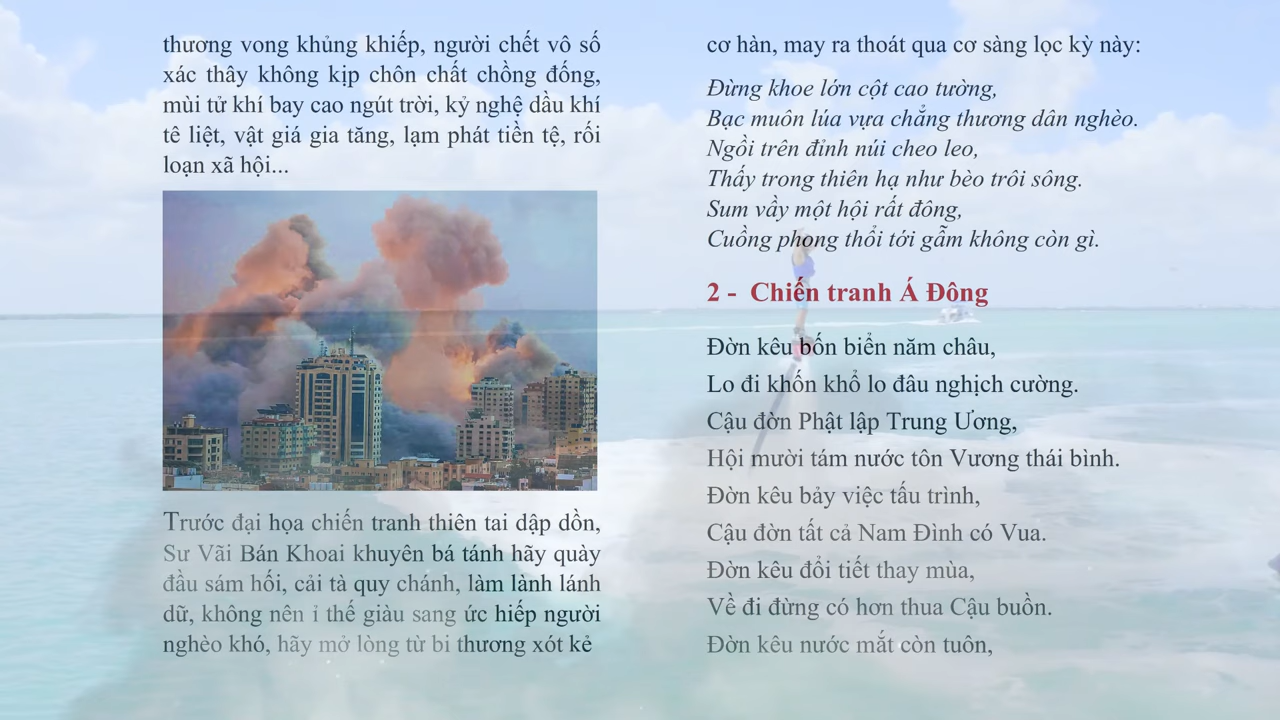 thương vong khủng khiếp, người chết vô số
xác thây không kịp chôn chất chồng đống,
mùi tử khí bay cao ngút trời, kỷ nghệ dầu khí
tê liệt, vật giá gia tăng, lạm phát tiền tệ, rối
loạn xã hội...
Trước đại họa chiến tranh thiên tai dập dồn,
Sư Vãi Bán Khoai khuyên bá tánh hãy quày
đầu sám hối, cải tà quy chánh, làm lành lánh
dữ, không nên ỉ thế giàu sang ức hiếp người
nghèo khó, hãy mở lòng từ bi thương xót kẻ
cơ hàn, may ra thoát qua cơ sàng lọc kỳ này:
Đừng khoe lớn cột cao tường,
Bạc muôn lúa vựa chẳng thương dân nghèo.
Ngồi trên đỉnh núi cheo leo,
Thấy trong thiên hạ như bèo trôi sông.
Sum vầy một hội rất đông,
Cuồng phong thổi tới gẫm không còn gì.
2 - Chiến tranh Á Đông
Đờn kêu bốn biển năm châu,
Lo đi khốn khổ lo đâu nghịch cường.
Cậu đờn Phật lập Trung Ương,
Hội mười tám nước tôn Vương thái bình.
Đờn kêu bảy việc tấu trình,
Cậu đờn tất cả Nam Đình có Vua.
Đờn kêu đổi tiết thay mùa,
Về đi đừng có hơn thua Cậu buồn.
Đờn kêu nước mắt còn tuôn,